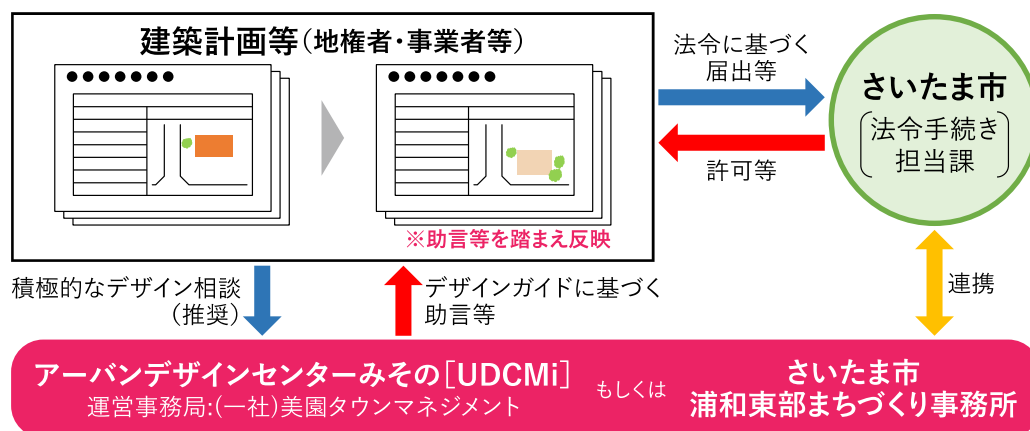 建築計画等(地権者・事業者等)
※助言等を踏まえ反映
法令に基づく
届出等
許可等
さいたま市
法令手続き
担当課
積極的なデザイン相談
(推奨)
デザインガイドに基づく
助言等
連携
アーバンデザインセンターみその[UDCMi]
運営事務局:(一社)美園タウンマネジメント
もしくは
さいたま市
浦和東部まちづくり事務所